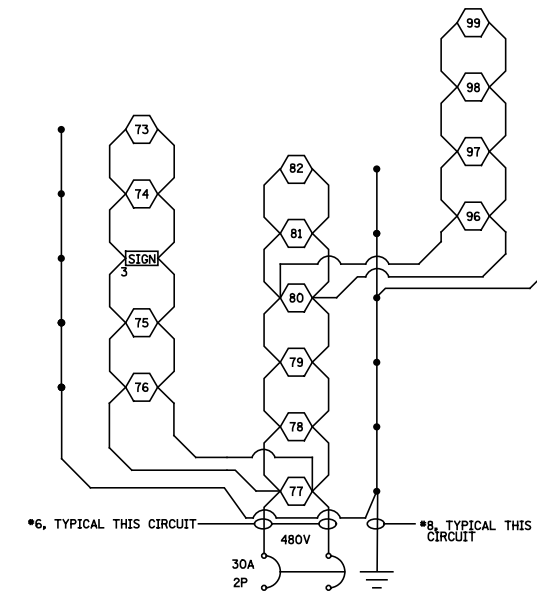 99
98
97
96
73
74
SIGN
3
75
76
82
81
80
79
78
77
*6, TYPICAL THIS CIRCUIT
*8, TYPICAL THIS
CIRCUIT
480V
30A
2P